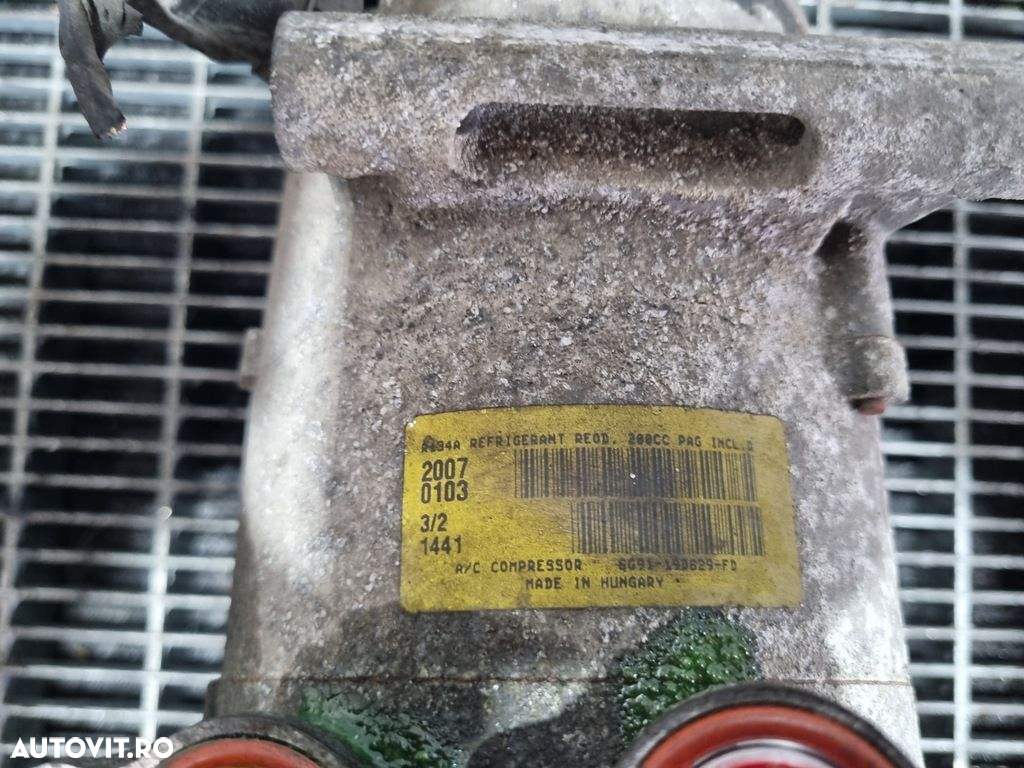 R134A REFRIGERANT REOD. 200CC PAG INCL.D
2007
0103
3/2
1441
A/C COMPRESSOR 6G91-19D629-FD
MADE IN HUNGARY
AUTOVIT.RO